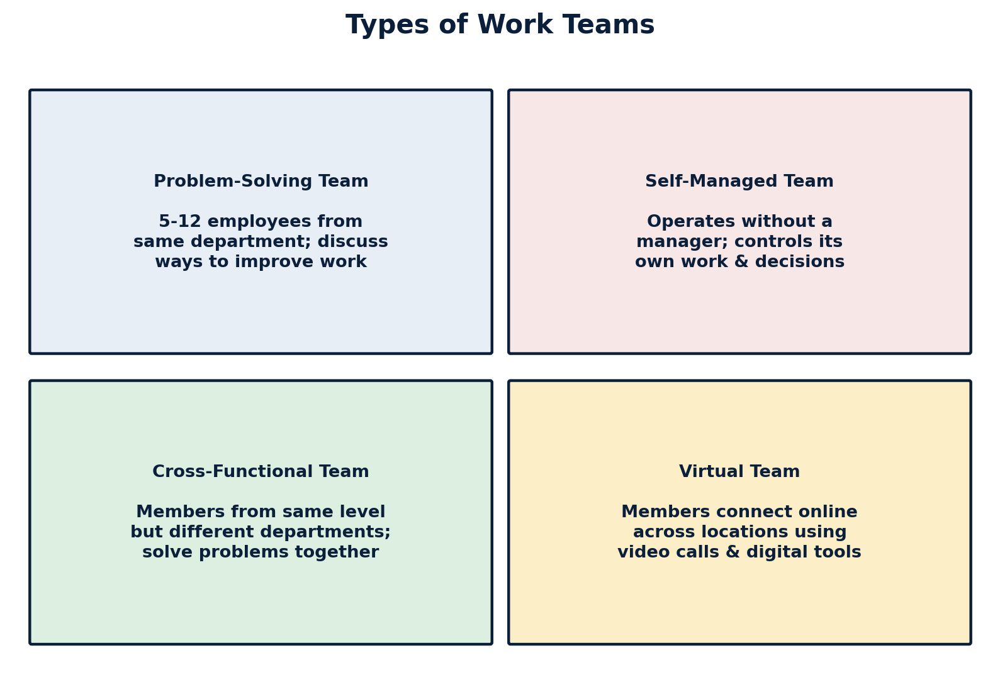 Types of Work Teams
Problem-Solving Team
5-12 employees from
same department; discuss
ways to improve work
Self-Managed Team
Operates without a
manager; controls its
own work & decisions
Cross-Functional Team
Members from same level
but different departments;
solve problems together
Virtual Team
Members connect online
across locations using
video calls & digital tools